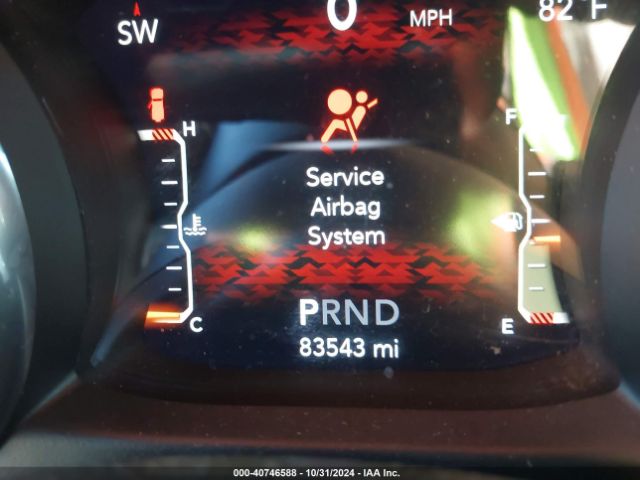 SW
0 MPH
82°F
H
F
Service
Airbag
System
C
E
PRND
83543 mi
000-40746588 - 10/31/2024 - IAA Inc.